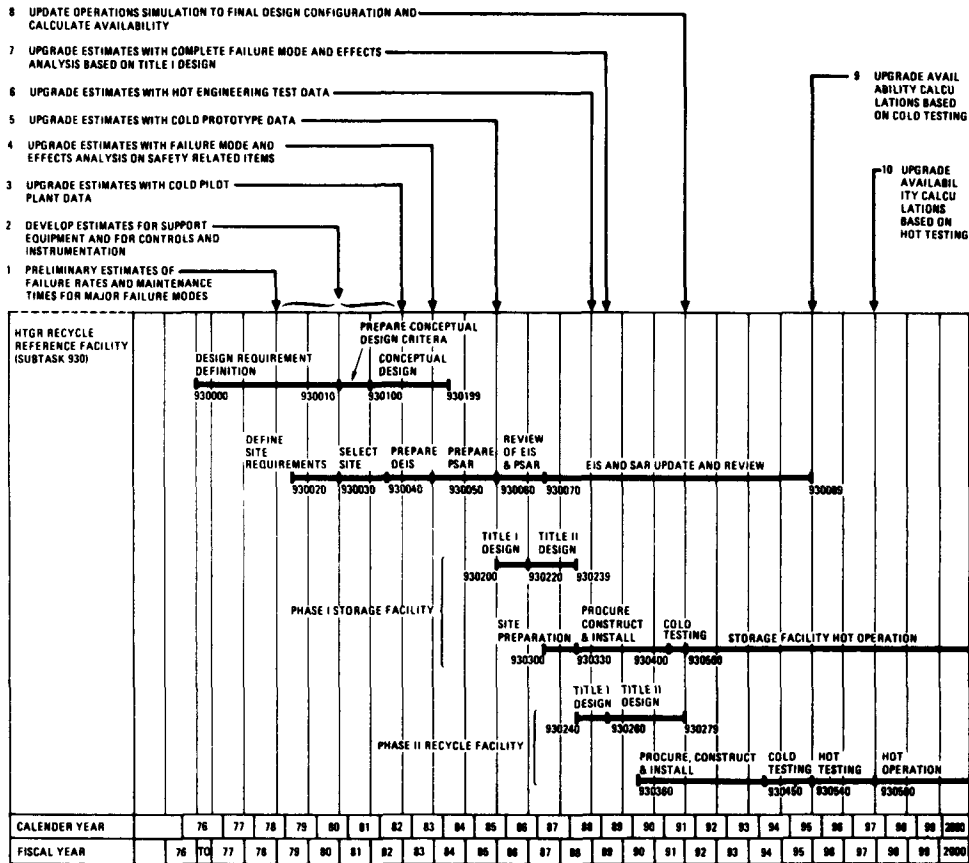 8 UPDATE OPERATIONS SIMULATION TO FINAL DESIGN CONFIGURATION AND
CALCULATE AVAILABILITY
7 UPGRADE ESTIMATES WITH COMPLETE FAILURE MODE AND EFFECTS
ANALYSIS BASED ON TITLE I DESIGN
6 UPGRADE ESTIMATES WITH HOT ENGINEERING TEST DATA
5 UPGRADE ESTIMATES WITH COLD PROTOTYPE DATA
4 UPGRADE ESTIMATES WITH FAILURE MODE AND
EFFECTS ANALYSIS ON SAFETY RELATED ITEMS
3 UPGRADE ESTIMATES WITH COLD PILOT
PLANT DATA
2 DEVELOP ESTIMATES FOR SUPPORT
EQUIPMENT AND FOR CONTROLS AND
INSTRUMENTATION
1 PRELIMINARY ESTIMATES OF
FAILURE RATES AND MAINTENANCE
TIMES FOR MAJOR FAILURE MODES
9 UPGRADE AVAIL
ABILITY CALCU
LATIONS BASED
ON COLD TESTING
10 UPGRADE
AVAILABIL
ITY CALCU
LATIONS
BASED ON
HOT TESTING
HTGR RECYCLE
REFERENCE FACILITY
(SUBTASK 930)
PREPARE CONCEPTUAL
DESIGN CRITERA
DESIGN REQUIREMENT
DEFINITION
CONCEPTUAL
DESIGN
930000 930010 930100 930199
DEFINE
SITE
REQUIREMENTS
SELECT
SITE
PREPARE
DEIS
PREPARE
PSAR
REVIEW
OF EIS
& PSAR
EIS AND SAR UPDATE AND REVIEW
930020 930030 930040 930050 930060 930070 930089
TITLE I
DESIGN
TITLE II
DESIGN
930200 930220 930239
PHASE I STORAGE FACILITY
SITE
PREPARATION
PROCURE
CONSTRUCT
& INSTALL
COLD
TESTING
STORAGE FACILITY HOT OPERATION
930300 930330 930400 930500
TITLE I
DESIGN
TITLE II
DESIGN
930240 930260 930279
PHASE II RECYCLE FACILITY
PROCURE, CONSTRUCT
& INSTALL
COLD
TESTING
HOT
TESTING
HOT
OPERATION
930360 930450 930540 930560
CALENDER YEAR 76 77 78 79 80 81 82 83 84 85 86 87 88 89 90 91 92 93 94 95 96 97 98 99 2000
FISCAL YEAR 76 TO 77 78 79 80 81 82 83 84 85 86 87 88 89 90 91 92 93 94 95 96 97 98 99 2000